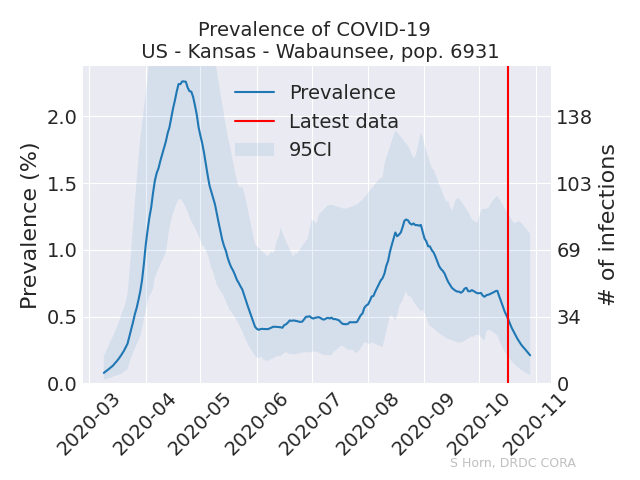 Prevalence of COVID-19
US - Kansas - Wabaunsee, pop. 6931
Prevalence
Latest data
95CI
Prevalence (%)
2.0
1.5
1.0
0.5
0.0
138
103
69
34
0
# of infections
2020-03
2020-04
2020-05
2020-06
2020-07
2020-08
2020-09
2020-10
2020-11
S Horn, DRDC CORA